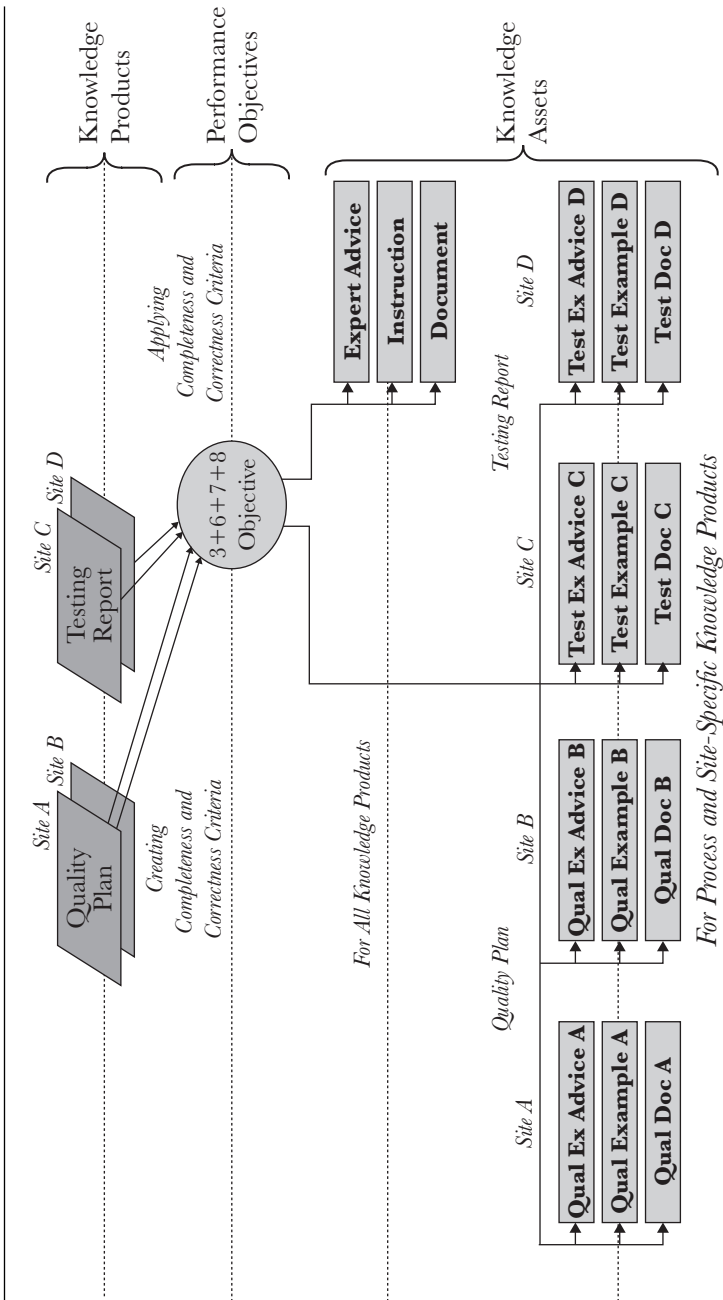 Site A
Site B
Quality
Plan
Site C
Site D
Testing
Report
Knowledge
Products
Creating
Completeness and
Correctness Criteria
3+6+7+8
Objective
Applying
Completeness and
Correctness Criteria
Performance
Objectives
For All Knowledge Products
Expert Advice
Instruction
Document
Knowledge
Assets
Quality Plan
Testing Report
Site A
Qual Ex Advice A
Qual Example A
Qual Doc A
Site B
Qual Ex Advice B
Qual Example B
Qual Doc B
Site C
Test Ex Advice C
Test Example C
Test Doc C
Site D
Test Ex Advice D
Test Example D
Test Doc D
For Process and Site-Specific Knowledge Products